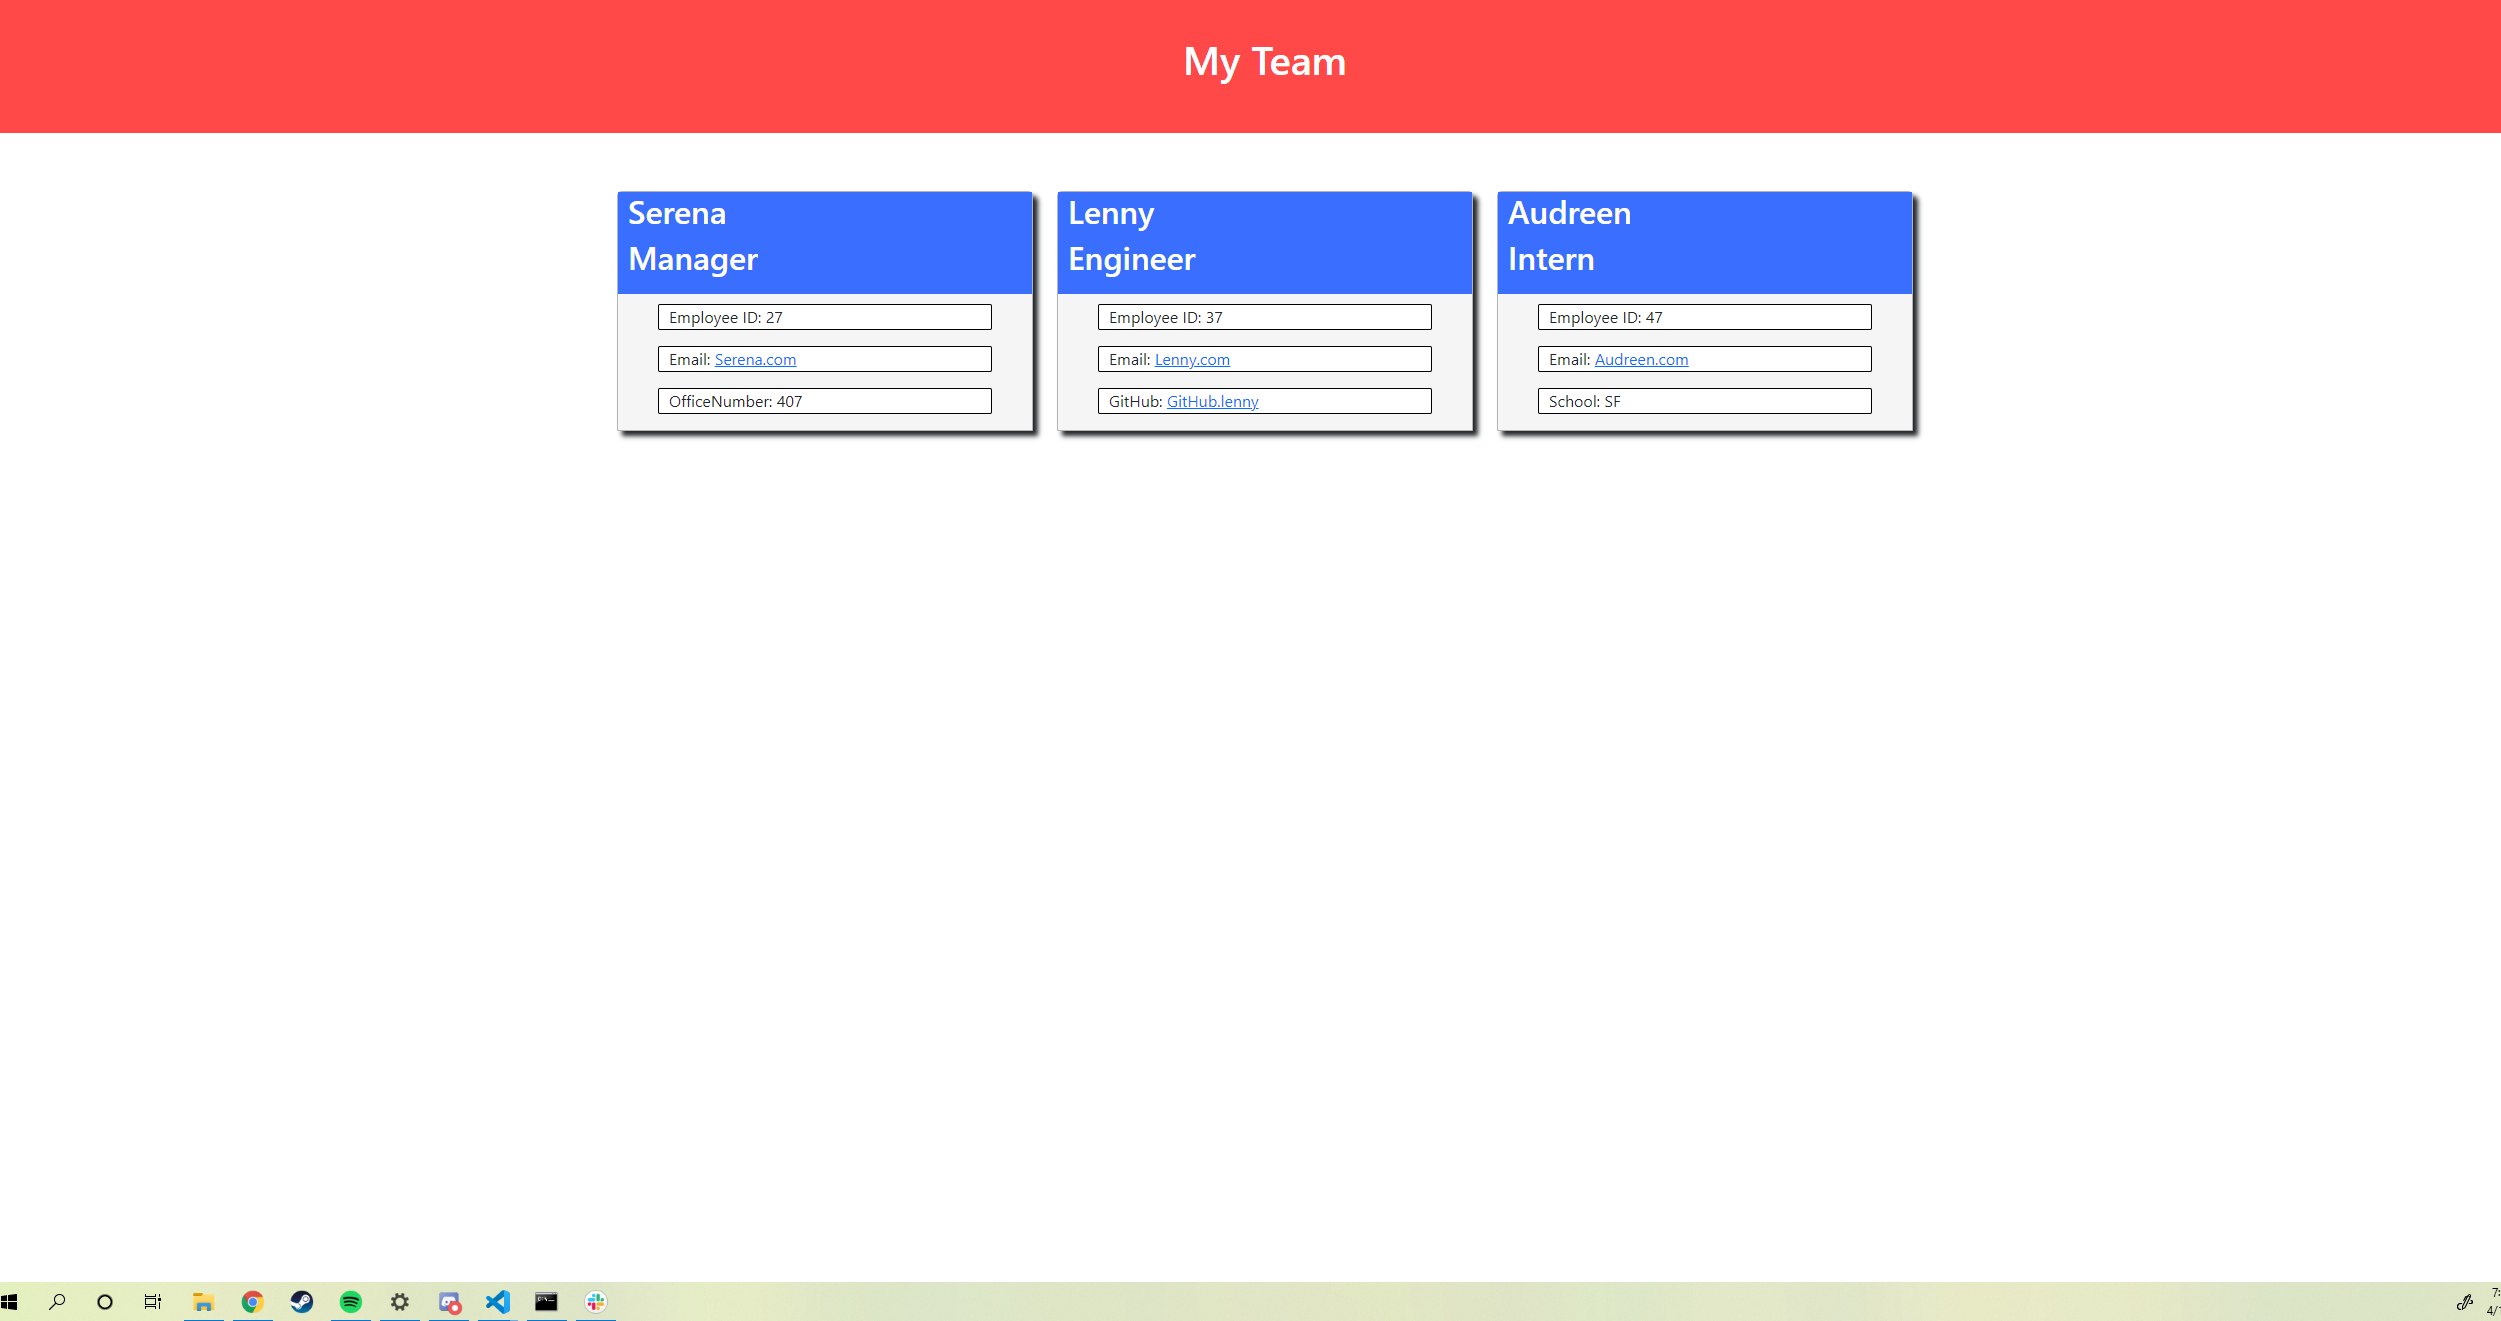 My Team
Serena
Manager
Employee ID: 27
Email: Serena.com
OfficeNumber: 407
Lenny
Engineer
Employee ID: 37
Email: Lenny.com
GitHub: GitHub.lenny
Audreen
Intern
Employee ID: 47
Email: Audreen.com
School: SF